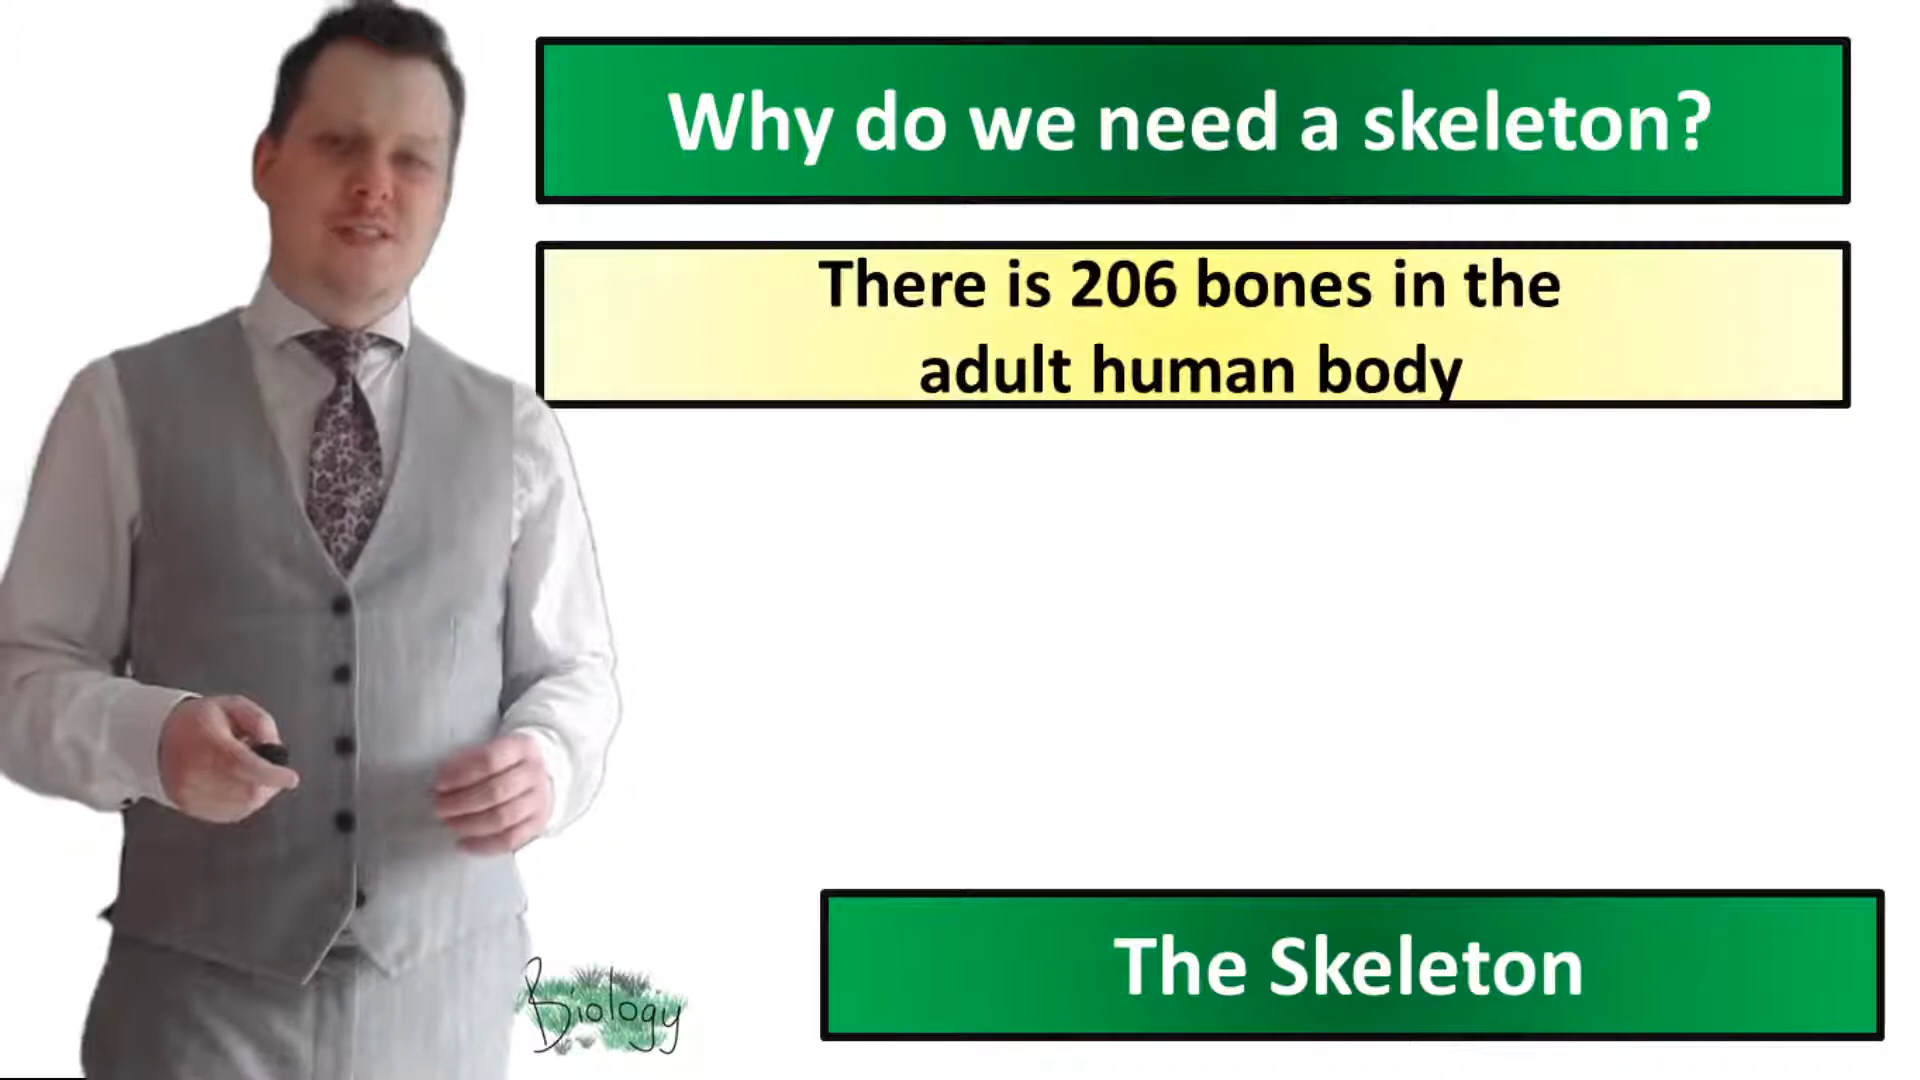 Why do we need a skeleton?
There is 206 bones in the
adult human body
Biology
The Skeleton